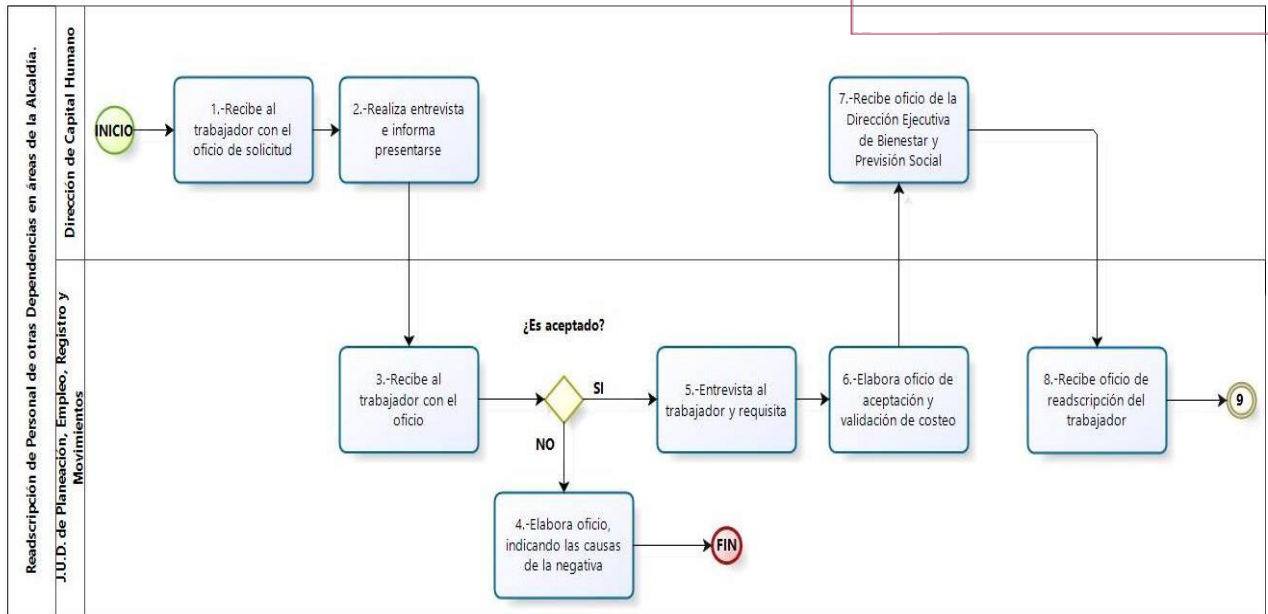 Readscripción de Personal de otras Dependencias en áreas de la Alcaldía.
Dirección de Capital Humano
INICIO
1.-Recibe al
trabajador con el
oficio de solicitud
2.-Realiza entrevista
e informa
presentarse
7.-Recibe oficio de la
Dirección Ejecutiva
de Bienestar y
Previsión Social
J.U.D. de Planeación, Empleo, Registro y
Movimientos
3.-Recibe al
trabajador con el
oficio
¿Es aceptado?
SI
NO
4.-Elabora oficio,
indicando las causas
de la negativa
FIN
5.-Entrevista al
trabajador y requisita
6.-Elabora oficio de
aceptación y
validación de costeo
8.-Recibe oficio de
readscripción del
trabajador
9